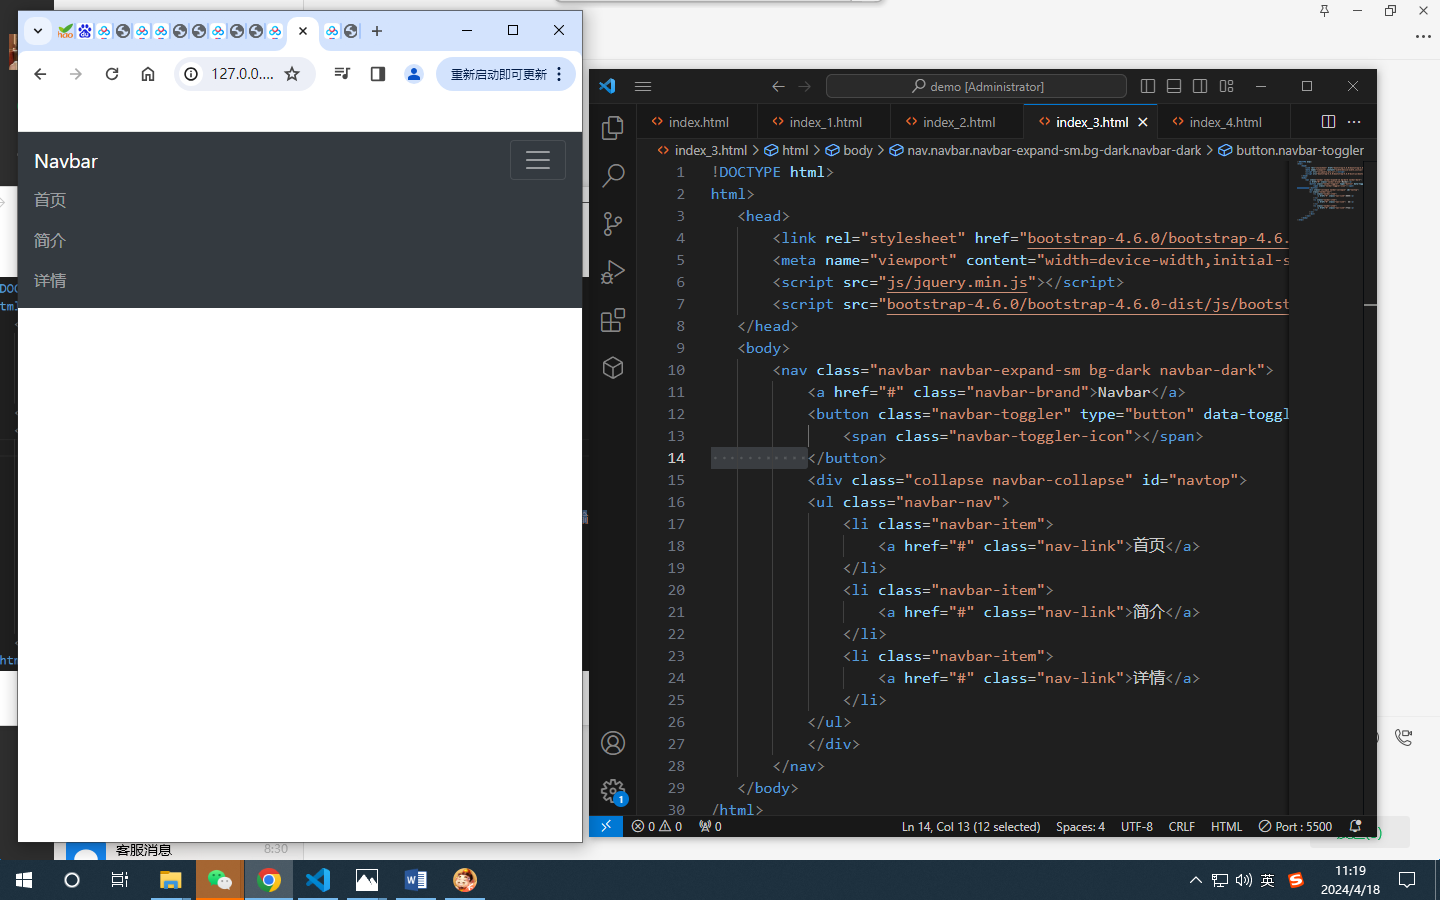 127.0.0....
重新启动即可更新
Navbar
首页
简介
详情
客服消息
8:30
demo [Administrator]
index.html
index_1.html
index_2.html
index_3.html
index_4.html
index_3.html > html > body > nav.navbar.navbar-expand-sm.bg-dark.navbar-dark > button.navbar-toggler
1 !DOCTYPE html>
2 html>
3 <head>
4 <link rel="stylesheet" href="bootstrap-4.6.0/bootstrap-4.6.
5 <meta name="viewport" content="width=device-width,initial-s
6 <script src="js/jquery.min.js"></script>
7 <script src="bootstrap-4.6.0/bootstrap-4.6.0-dist/js/bootst
8 </head>
9 <body>
10 <nav class="navbar navbar-expand-sm bg-dark navbar-dark">
11 <a href="#" class="navbar-brand">Navbar</a>
12 <button class="navbar-toggler" type="button" data-toggl
13 <span class="navbar-toggler-icon"></span>
14 </button>
15 <div class="collapse navbar-collapse" id="navtop">
16 <ul class="navbar-nav">
17 <li class="navbar-item">
18 <a href="#" class="nav-link">首页</a>
19 </li>
20 <li class="navbar-item">
21 <a href="#" class="nav-link">简介</a>
22 </li>
23 <li class="navbar-item">
24 <a href="#" class="nav-link">详情</a>
25 </li>
26 </ul>
27 </div>
28 </nav>
29 </body>
30 /html>
1
0 0 0 Ln 14, Col 13 (12 selected) Spaces: 4 UTF-8 CRLF HTML Port : 5500
英
11:19
2024/4/18